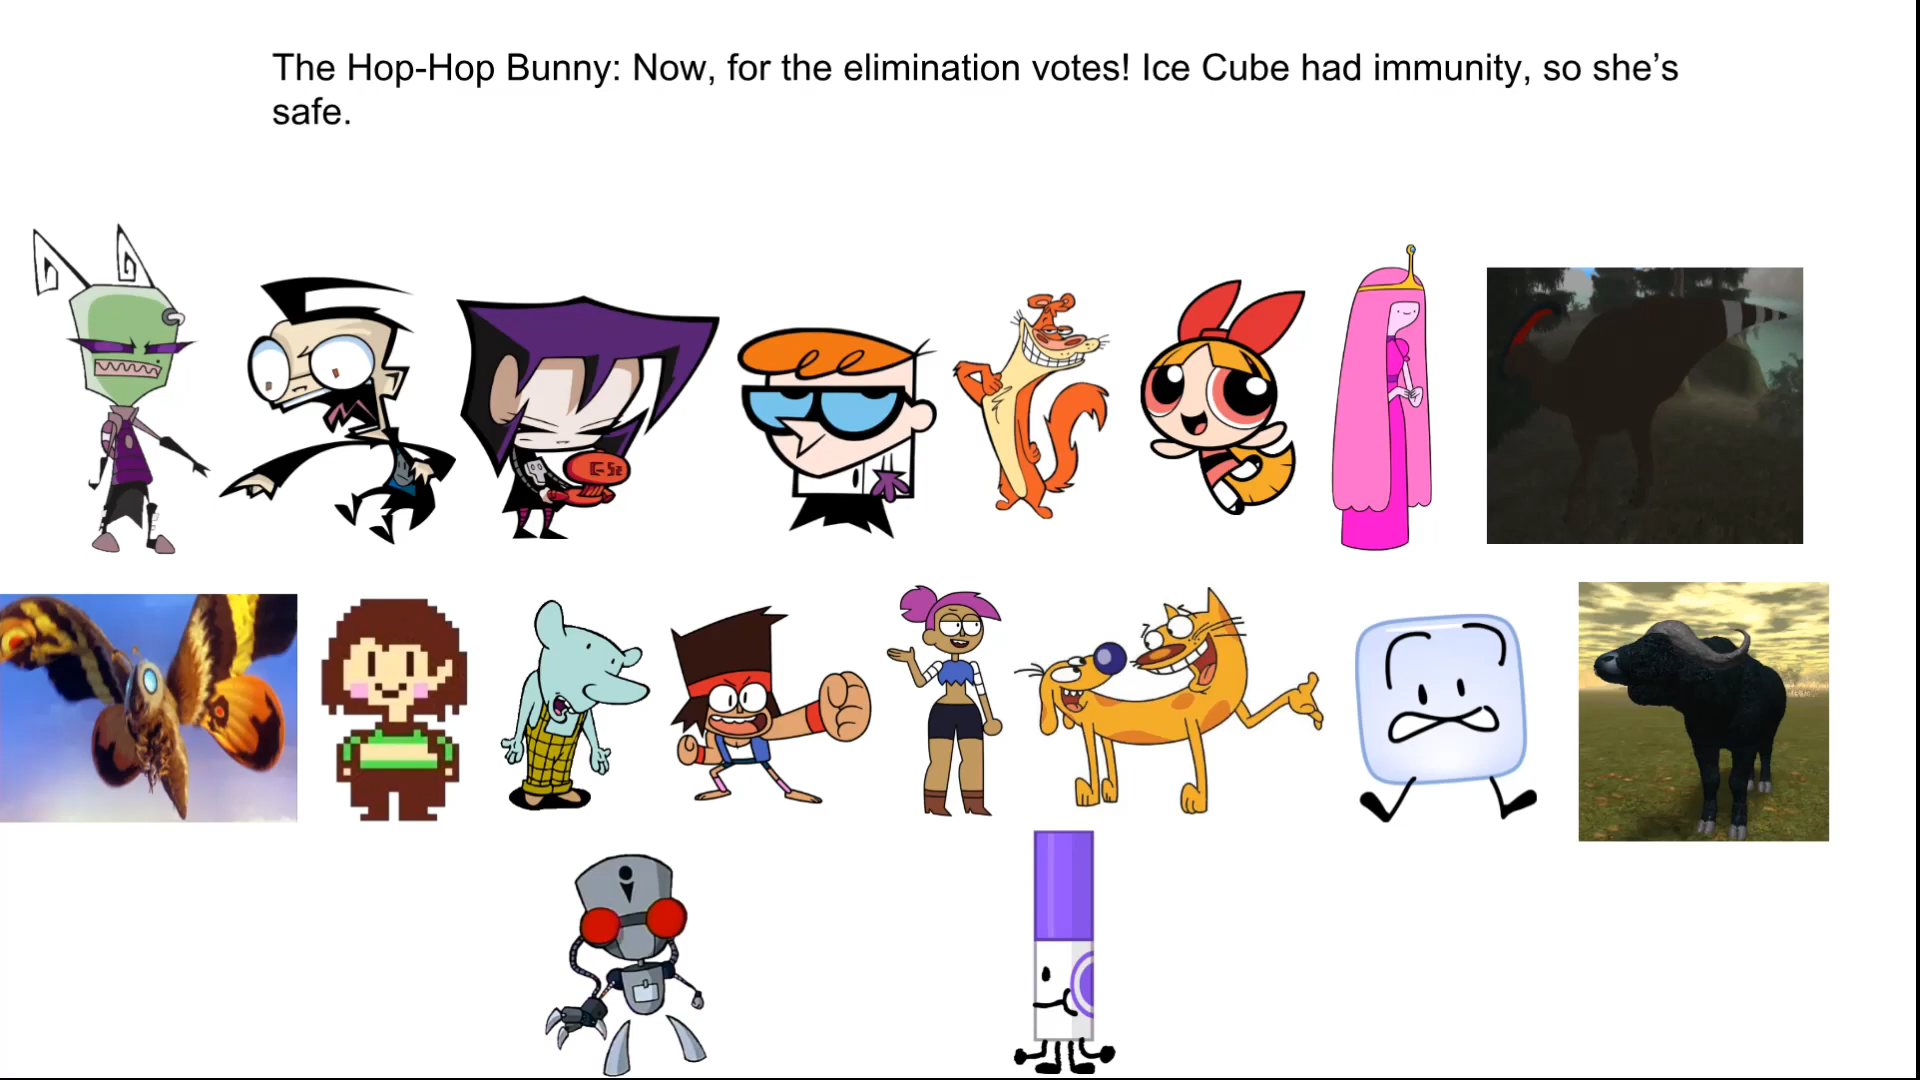 The Hop-Hop Bunny: Now, for the elimination votes! Ice Cube had immunity, so she’s
safe.